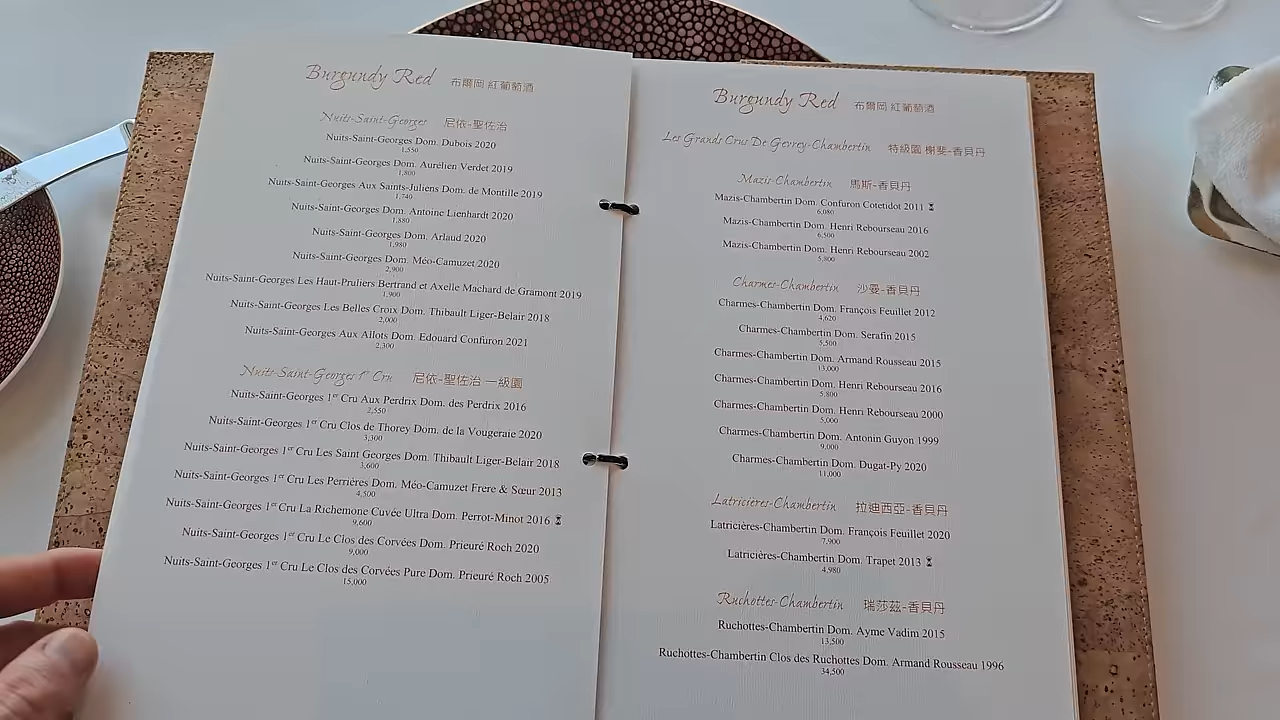 Burgundy Red 布爾岡 紅葡萄酒
Nuits-Saint-Georges 尼依-聖佐治
Nuits-Saint-Georges Dom. Dubois 2020
1,550
Nuits-Saint-Georges Dom. Aurélien Verdet 2019
1,800
Nuits-Saint-Georges Aux Saints-Juliens Dom. de Montille 2019
1,740
Nuits-Saint-Georges Dom. Antoine Lienhardt 2020
1,880
Nuits-Saint-Georges Dom. Arlaud 2020
1,980
Nuits-Saint-Georges Dom. Méo-Camuzet 2020
2,900
Nuits-Saint-Georges Les Haut-Pruliers Bertrand et Axelle Machard de Gramont 2019
1,900
Nuits-Saint-Georges Les Belles Croix Dom. Thibault Liger-Belair 2018
2,000
Nuits-Saint-Georges Aux Allots Dom. Edouard Confuron 2021
2,300
Nuits-Saint-Georges 1er Cru 尼依-聖佐治 一級園
Nuits-Saint-Georges 1er Cru Aux Perdrix Dom. des Perdrix 2016
2,550
Nuits-Saint-Georges 1er Cru Clos de Thorey Dom. de la Vougeraie 2020
3,300
Nuits-Saint-Georges 1er Cru Les Saint Georges Dom. Thibault Liger-Belair 2018
3,600
Nuits-Saint-Georges 1er Cru Les Perrières Dom. Méo-Camuzet Frere & Sœur 2013
4,500
Nuits-Saint-Georges 1er Cru La Richemone Cuvée Ultra Dom. Perrot-Minot 2016 ⏳
9,600
Nuits-Saint-Georges 1er Cru Le Clos des Corvées Dom. Prieuré Roch 2020
9,000
Nuits-Saint-Georges 1er Cru Le Clos des Corvées Pure Dom. Prieuré Roch 2005
15,000
Burgundy Red 布爾岡 紅葡萄酒
Les Grands Crus De Gevrey-Chambertin 特級園 榭斐-香貝丹
Mazis-Chambertin 馬斯-香貝丹
Mazis-Chambertin Dom. Confuron Cotetidot 2011 ⏳
6,080
Mazis-Chambertin Dom. Henri Rebourseau 2016
6,500
Mazis-Chambertin Dom. Henri Rebourseau 2002
5,800
Charmes-Chambertin 沙雯-香貝丹
Charmes-Chambertin Dom. François Feuillet 2012
4,620
Charmes-Chambertin Dom. Serafin 2015
5,500
Charmes-Chambertin Dom. Armand Rousseau 2015
13,000
Charmes-Chambertin Dom. Henri Rebourseau 2016
5,800
Charmes-Chambertin Dom. Henri Rebourseau 2000
5,000
Charmes-Chambertin Dom. Antonin Guyon 1999
9,000
Charmes-Chambertin Dom. Dugat-Py 2020
11,000
Latricières-Chambertin 拉迪西亞-香貝丹
Latricières-Chambertin Dom. François Feuillet 2020
7,900
Latricières-Chambertin Dom. Trapet 2013 ⏳
4,980
Ruchottes-Chambertin 瑞莎茲-香貝丹
Ruchottes-Chambertin Dom. Ayme Vadim 2015
13,500
Ruchottes-Chambertin Clos des Ruchottes Dom. Armand Rousseau 1996
34,500